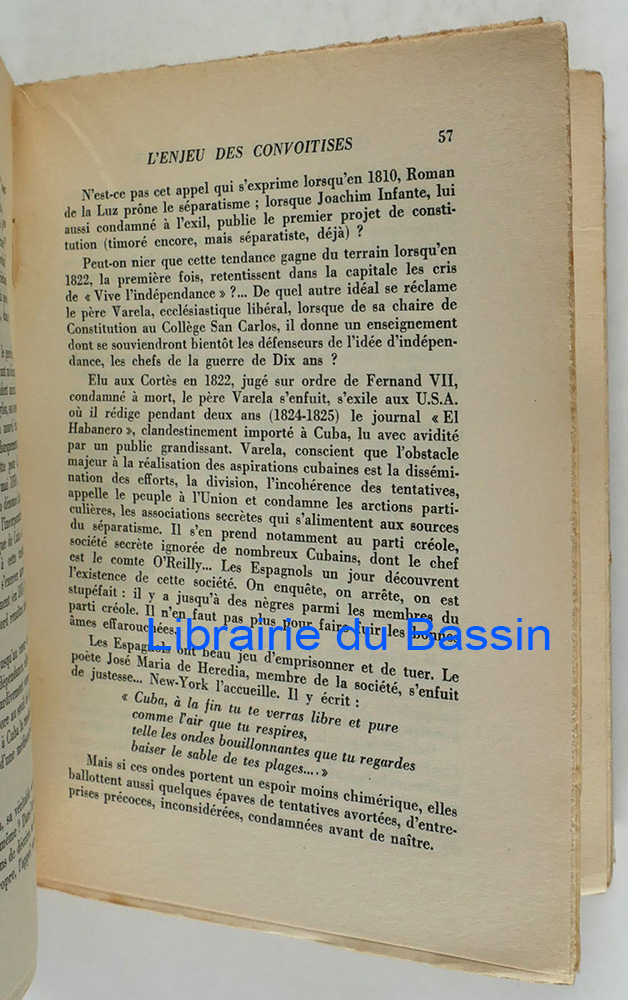 57
L'ENJEU DES CONVOITISES
N'est-ce pas cet appel qui s'exprime lorsqu'en 1810, Roman
de la Luz prône le séparatisme ; lorsque Joachim Infante, lui
aussi condamné à l'exil, publie le premier projet de consti-
tution (timoré encore, mais séparatiste, déjà) ?
Peut-on nier que cette tendance gagne du terrain lorsqu'en
1822, la première fois, retentissent dans la capitale les cris
de « Vive l'indépendance » ?... De quel autre idéal se réclame
le père Varela, ecclésiastique libéral, lorsque de sa chaire de
Constitution au Collège San Carlos, il donne un enseignement
dont se souviendront bientôt les défenseurs de l'idée d'indépen-
dance, les chefs de la guerre de Dix ans ?
Elu aux Cortès en 1822, jugé sur ordre de Fernand VII,
condamné à mort, le père Varela s'enfuit, s'exile aux U.S.A.
où il rédige pendant deux ans (1824-1825) le journal « El
Habanero », clandestinement importé à Cuba, lu avec avidité
par un public grandissant. Varela, conscient que l'obstacle
majeur à la réalisation des aspirations cubaines est la dissémi-
nation des efforts, la division, l'incohérence des tentatives,
appelle le peuple à l'Union et condamne les arctions parti-
culières, les associations secrètes qui s'alimentent aux sources
du séparatisme. Il s'en prend notamment au parti créole,
société secrète ignorée de nombreux Cubains, dont le chef
est le comte O'Reilly... Les Espagnols un jour découvrent
l'existence de cette société. On enquête, on arrête, on est
stupéfait : il y a jusqu'à des nègres parmi les membres du
parti créole. Il n'en faut pas plus pour faire fuir les bonnes
âmes effarouchées.
Librairie du Bassin
Les Espagnols ont beau jeu d'emprisonner et de tuer. Le
poète José Maria de Heredia, membre de la société, s'enfuit
de justesse... New-York l'accueille. Il y écrit :
« Cuba, à la fin tu te verras libre et pure
comme l'air que tu respires,
telle les ondes bouillonnantes que tu regardes
baiser le sable de tes plages.... »
Mais si ces ondes portent un espoir moins chimérique, elles
ballottent aussi quelques épaves de tentatives avortées, d'entre-
prises précoces, inconsidérées, condamnées avant de naître.